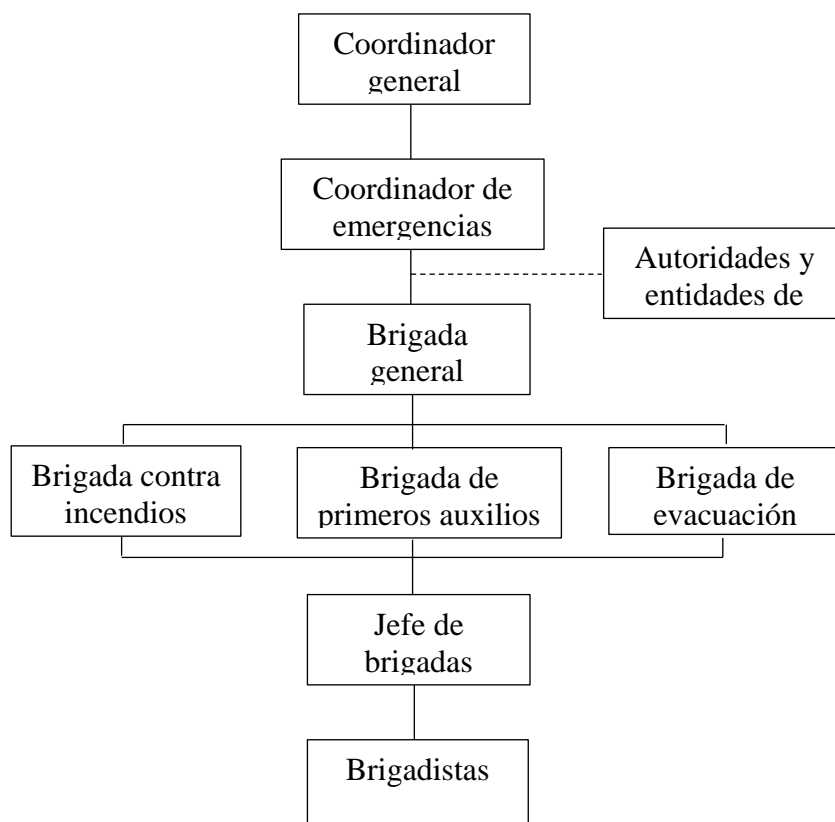 Coordinador
general
Coordinador de
emergencias
Autoridades y
entidades de
Brigada
general
Brigada contra
incendios
Brigada de
primeros auxilios
Brigada de
evacuación
Jefe de
brigadas
Brigadistas